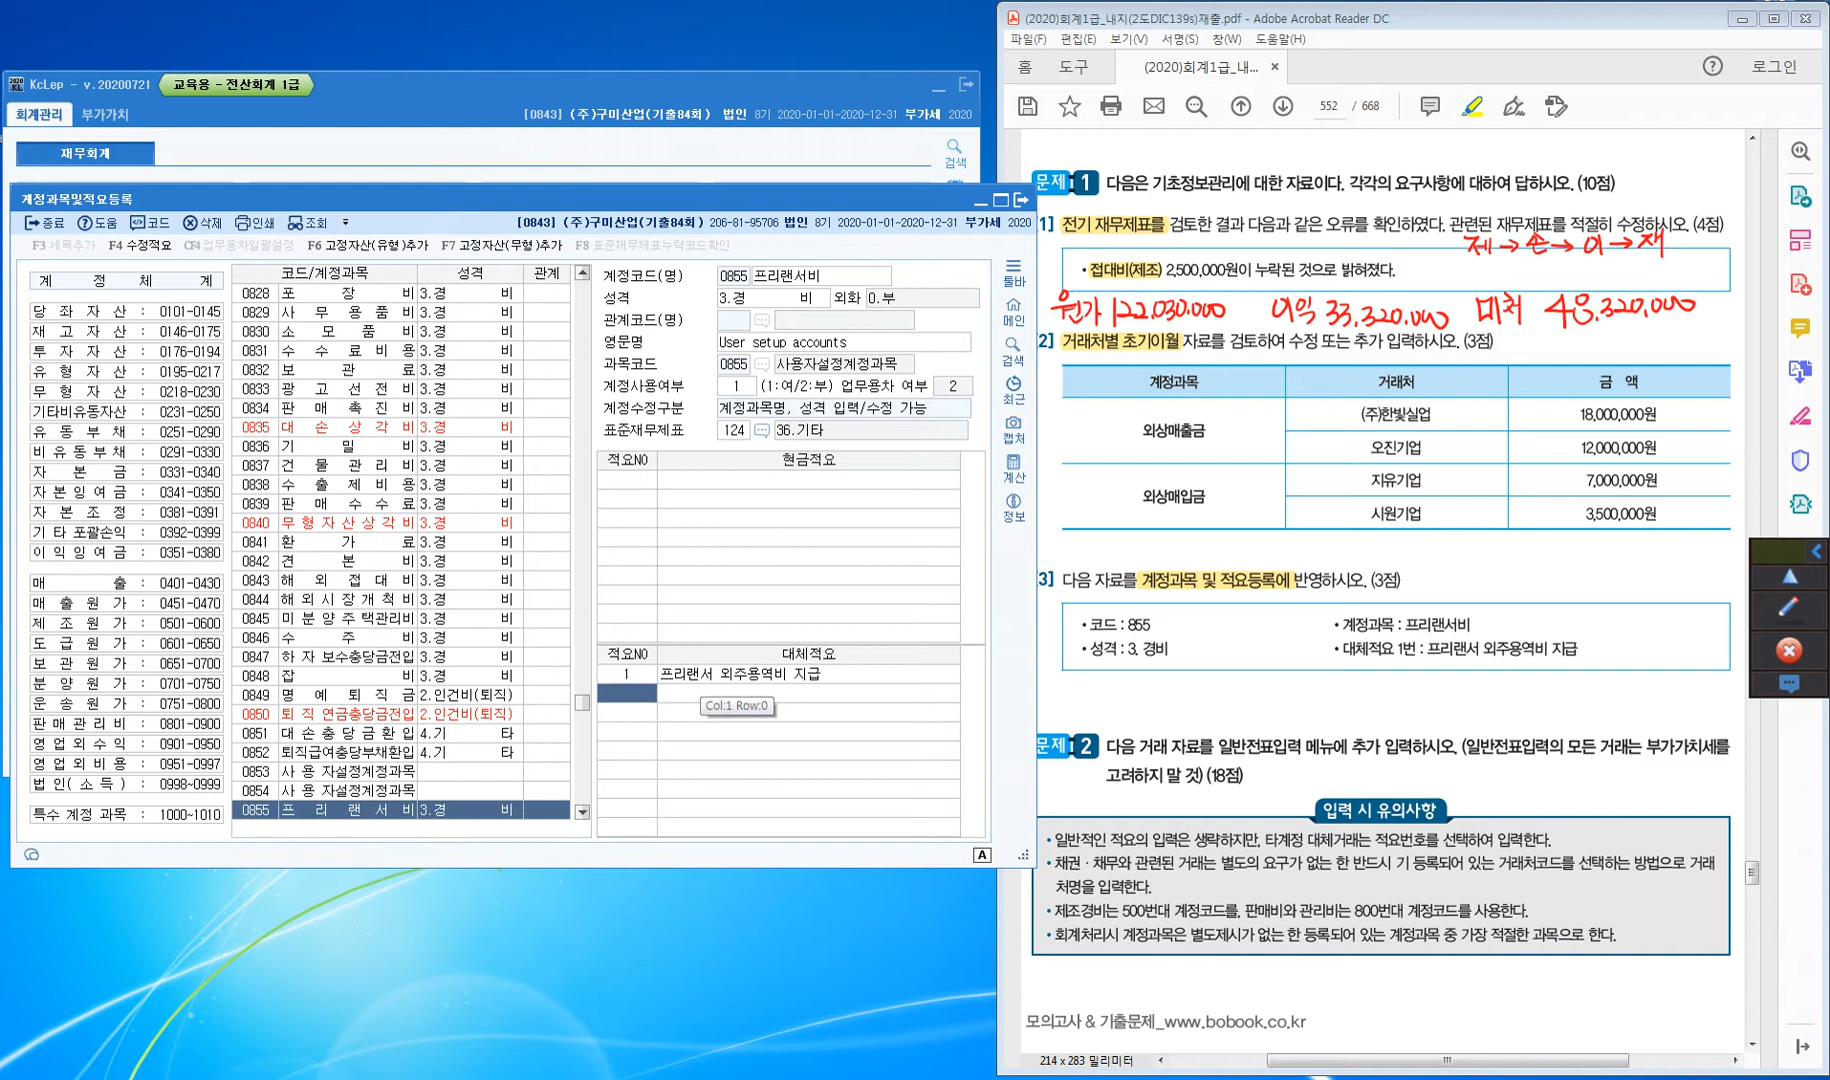 KcLep - v.20200721 교육용 - 전산회계 1급
회계관리 부가가치 [0843] (주)구미산업(기출84회) 법인 8기 2020-01-01~2020-12-31 부가세 2020
재무회계
검색
계정과목및적요등록
종료 도움 코드 삭제 인쇄 조회 [0843] (주)구미산업(기출84회) 206-81-95706 법인 8기 2020-01-01~2020-12-31 부가세 2020
F3 세목추가 F4 수정적요 CF4 업무용차일괄설정 F6 고정자산(유형)추가 F7 고정자산(무형)추가 F8 표준재무제표누락코드확인
계 정 체 계
당 좌 자 산 : 0101-0145
재 고 자 산 : 0146-0175
투 자 자 산 : 0176-0194
유 형 자 산 : 0195-0217
무 형 자 산 : 0218-0230
기타비유동자산 : 0231-0250
유 동 부 채 : 0251-0290
비 유 동 부 채 : 0291-0330
자 본 금 : 0331-0340
자 본 잉 여 금 : 0341-0350
자 본 조 정 : 0381-0391
기 타 포괄손익 : 0392-0399
이 익 잉 여 금 : 0351-0380
매 출 : 0401-0430
매 출 원 가 : 0451-0470
제 조 원 가 : 0501-0600
도 급 원 가 : 0601-0650
보 관 원 가 : 0651-0700
분 양 원 가 : 0701-0750
운 송 원 가 : 0751-0800
판 매 관 리 비 : 0801-0900
영 업 외 수 익 : 0901-0950
영 업 외 비 용 : 0951-0997
법 인( 소 득 ) : 0998~0999
특수 계정 과목 : 1000~1010
코드/계정과목 성격 관계
0828 포 장 비 3.경 비
0829 사 무 용 품 비 3.경 비
0830 소 모 품 비 3.경 비
0831 수 수 료 비 용 3.경 비
0832 보 관 료 3.경 비
0833 광 고 선 전 비 3.경 비
0834 판 매 촉 진 비 3.경 비
0835 대 손 상 각 비 3.경 비
0836 기 밀 비 3.경 비
0837 건 물 관 리 비 3.경 비
0838 수 출 제 비 용 3.경 비
0839 판 매 수 수 료 3.경 비
0840 무 형 자 산 상 각 비 3.경 비
0841 환 가 료 3.경 비
0842 견 본 비 3.경 비
0843 해 외 접 대 비 3.경 비
0844 해 외 시 장 개 척 비 3.경 비
0845 미 분 양 주 택관리비 3.경 비
0846 수 주 비 3.경 비
0847 하 자 보수충당금전입 3.경 비
0848 잡 비 3.경 비
0849 명 예 퇴 직 금 2.인건비(퇴직)
0850 퇴 직 연금충당금전입 2.인건비(퇴직)
0851 대 손 충 당 금 환 입 4.기 타
0852 퇴직급여충당부채환입 4.기 타
0853 사 용 자설정계정과목
0854 사 용 자설정계정과목
0855 프 리 랜 서 비 3.경 비
계정코드(명) 0855 프리랜서비
성격 3.경 비 외화 0.부
관계코드(명)
영문명 User setup accounts
과목코드 0855 사용자설정계정과목
계정사용여부 1 (1:여/2:부) 업무용차 여부 2
계정수정구분 계정과목명, 성격 입력/수정 가능
표준재무제표 124 36.기타
적요NO 현금적요
적요NO 대체적요
1 프리랜서 외주용역비 지급
Col:1 Row:0
A
툴바
메인
검색
최근
캡처
계산
정보
(2020)회계1급_내지(2도DIC139s)재출.pdf - Adobe Acrobat Reader DC
파일(F) 편집(E) 보기(V) 서명(S) 창(W) 도움말(H)
홈 도구 (2020)회계1급_내... × 로그인
552 / 668
문제 1 다음은 기초정보관리에 대한 자료이다. 각각의 요구사항에 대하여 답하시오. (10점)
1] 전기 재무제표를 검토한 결과 다음과 같은 오류를 확인하였다. 관련된 재무제표를 적절히 수정하시오. (4점)
제→손→이→재
• 접대비(제조) 2,500,000원이 누락된 것으로 밝혀졌다.
원가 122.030.000 이익 33.320.000 미처 48.320.000
2] 거래처별 초기이월 자료를 검토하여 수정 또는 추가 입력하시오. (3점)
계정과목 거래처 금 액
외상매출금 (주)한빛실업 18,000,000원
오진기업 12,000,000원
외상매입금 지유기업 7,000,000원
시원기업 3,500,000원
3] 다음 자료를 계정과목 및 적요등록에 반영하시오. (3점)
• 코드 : 855 • 계정과목 : 프리랜서비
• 성격 : 3. 경비 • 대체적요 1번 : 프리랜서 외주용역비 지급
문제 2 다음 거래 자료를 일반전표입력 메뉴에 추가 입력하시오. (일반전표입력의 모든 거래는 부가가치세를
고려하지 말 것) (18점)
입력 시 유의사항
• 일반적인 적요의 입력은 생략하지만, 타계정 대체거래는 적요번호를 선택하여 입력한다.
• 채권 · 채무와 관련된 거래는 별도의 요구가 없는 한 반드시 기 등록되어 있는 거래처코드를 선택하는 방법으로 거래
처명을 입력한다.
• 제조경비는 500번대 계정코드를, 판매비와 관리비는 800번대 계정코드를 사용한다.
• 회계처리시 계정과목은 별도제시가 없는 한 등록되어 있는 계정과목 중 가장 적절한 과목으로 한다.
모의고사 & 기출문제_www.bobook.co.kr
214 x 283 밀리미터